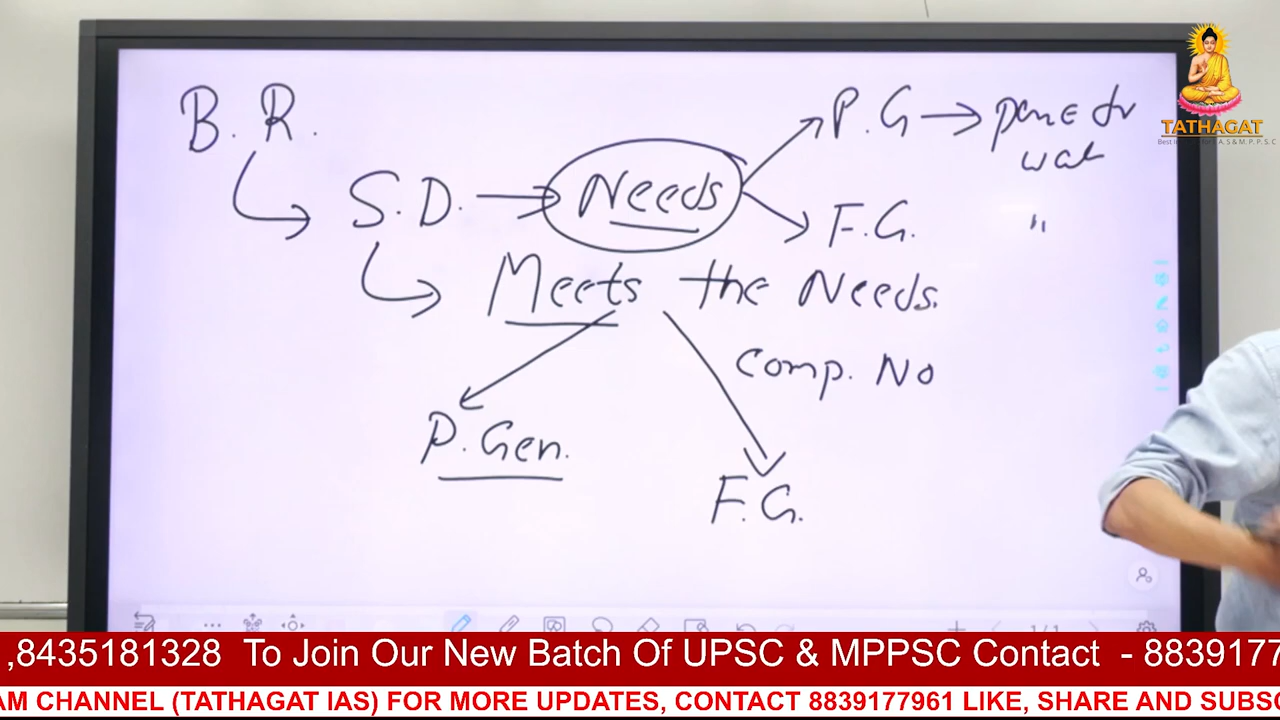 B.R.
P.G → pene
S.D. → Needs
F.G. "
Meets the Needs.
Comp. No
P. Gen.
F.G.
TATHAGAT
,8435181328 To Join Our New Batch Of UPSC & MPPSC Contact - 8839177
AM CHANNEL (TATHAGAT IAS) FOR MORE UPDATES, CONTACT 8839177961 LIKE, SHARE AND SUBSC